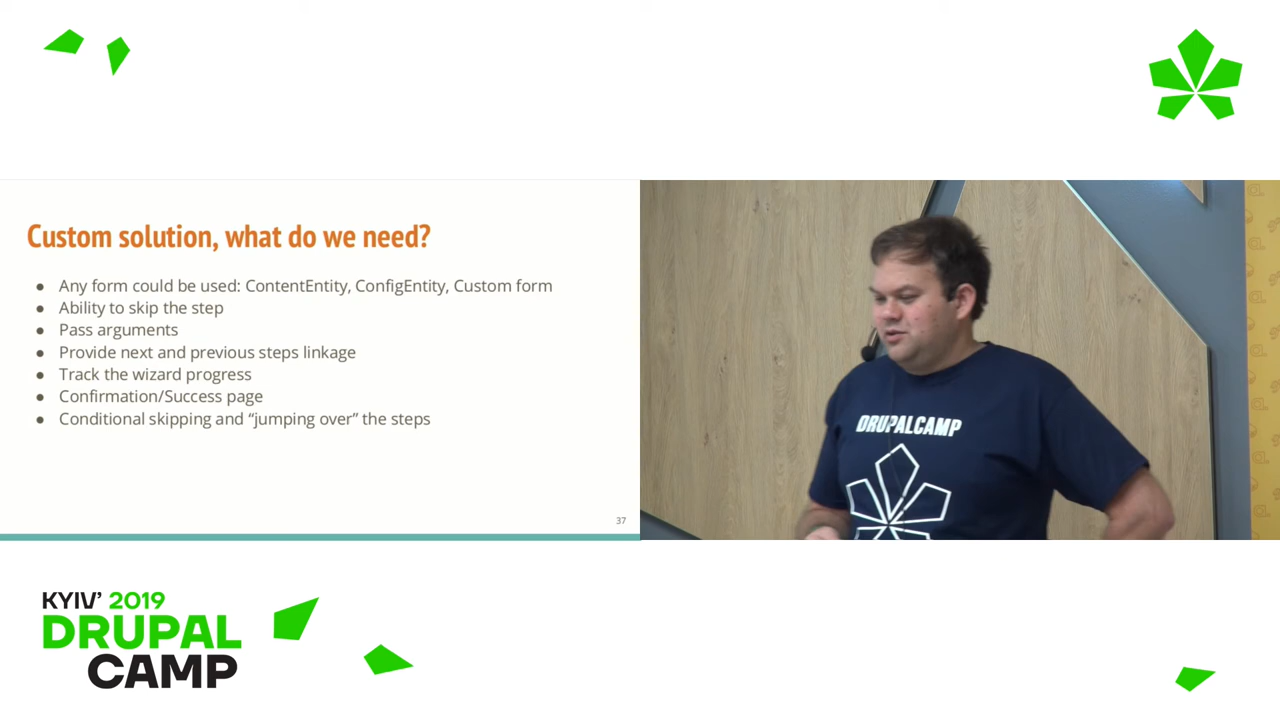 Custom solution, what do we need?
● Any form could be used: ContentEntity, ConfigEntity, Custom form
● Ability to skip the step
● Pass arguments
● Provide next and previous steps linkage
● Track the wizard progress
● Confirmation/Success page
● Conditional skipping and “jumping over” the steps
37
DRUPALCAMP
KYIV’ 2019
DRUPAL
CAMP